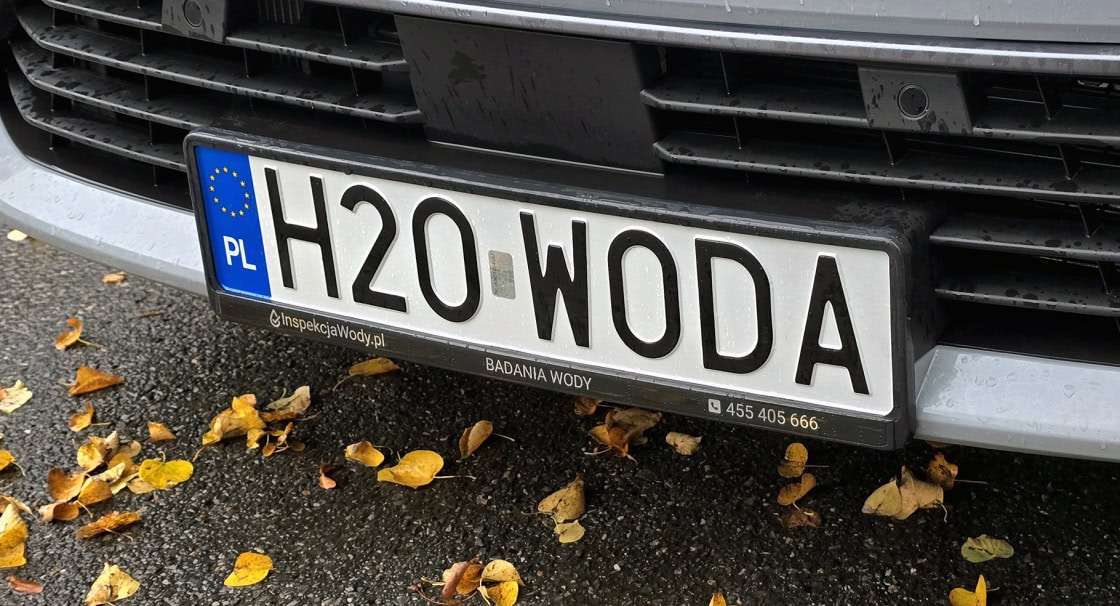 PL
H2O WODA
InspekcjaWody.pl
BADANIA WODY
455 405 666